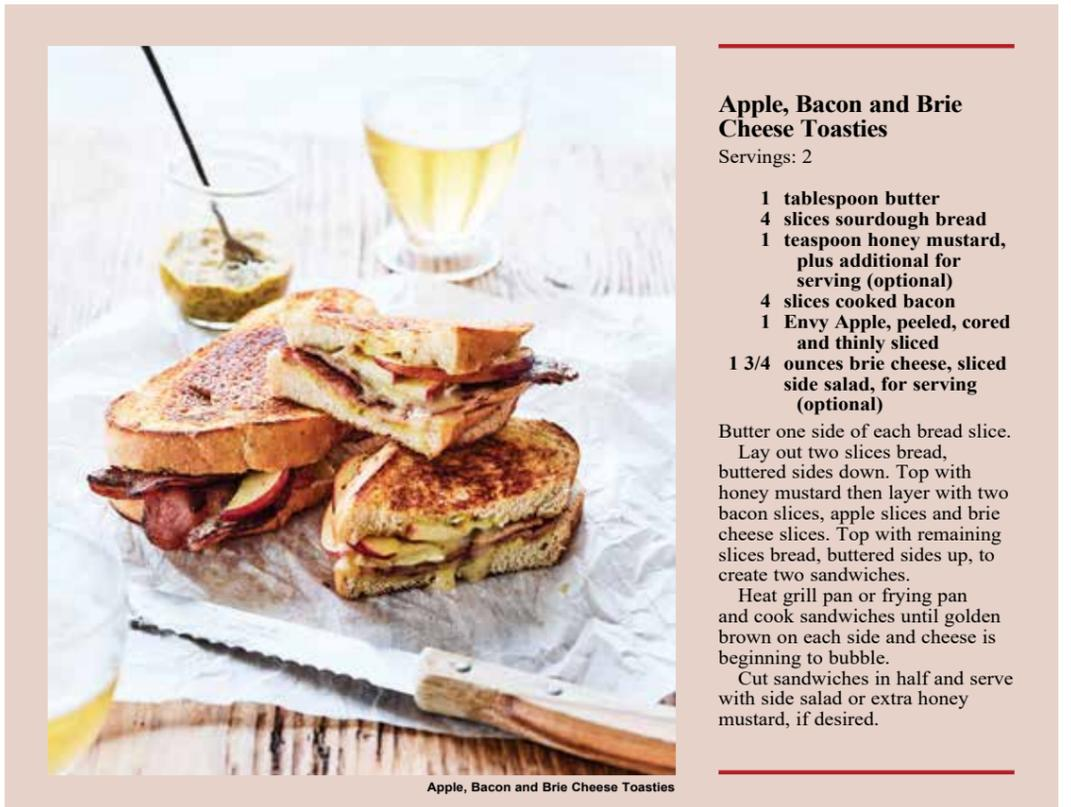 Apple, Bacon and Brie
Cheese Toasties
Servings: 2
1 tablespoon butter
4 slices sourdough bread
1 teaspoon honey mustard,
plus additional for
serving (optional)
4 slices cooked bacon
1 Envy Apple, peeled, cored
and thinly sliced
1 3/4 ounces brie cheese, sliced
side salad, for serving
(optional)
Butter one side of each bread slice.
Lay out two slices bread,
buttered sides down. Top with
honey mustard then layer with two
bacon slices, apple slices and brie
cheese slices. Top with remaining
slices bread, buttered sides up, to
create two sandwiches.
Heat grill pan or frying pan
and cook sandwiches until golden
brown on each side and cheese is
beginning to bubble.
Cut sandwiches in half and serve
with side salad or extra honey
mustard, if desired.
Apple, Bacon and Brie Cheese Toasties